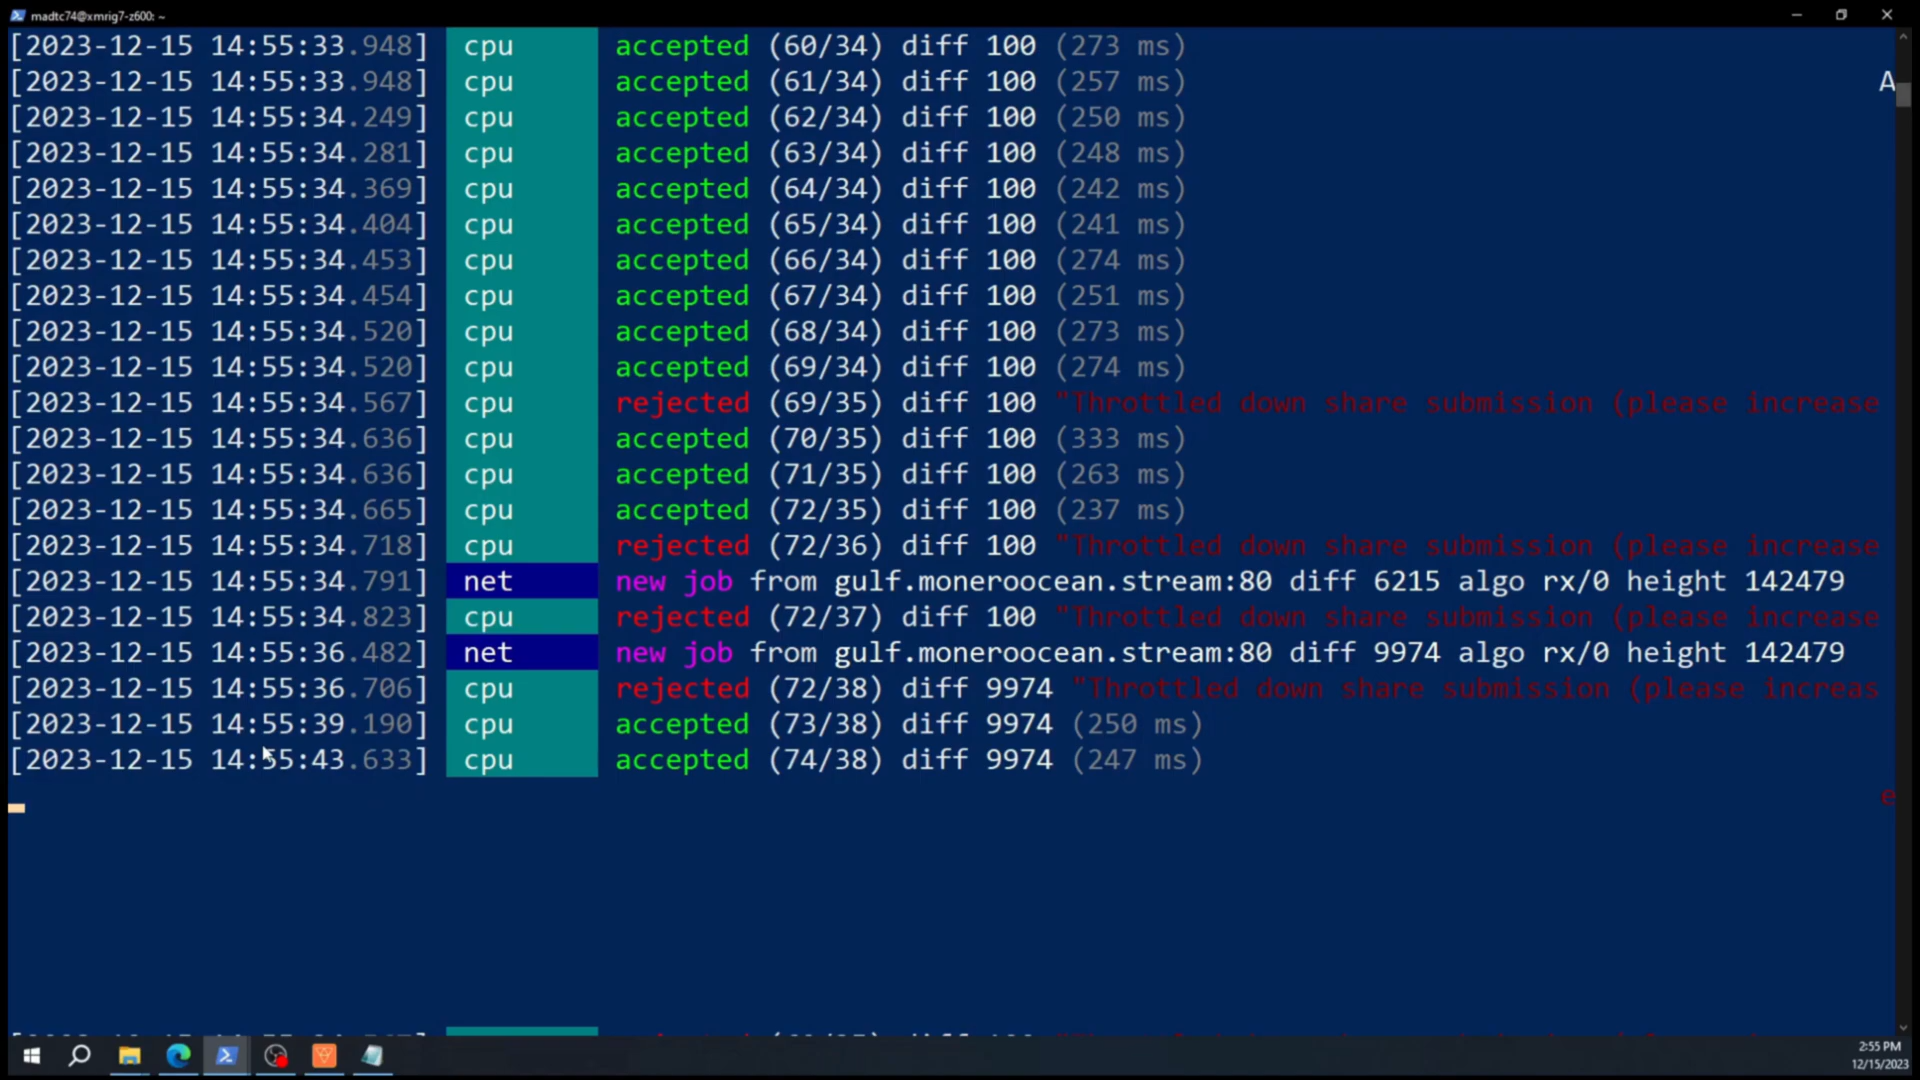 madtc74@xmrig7-z600: ~
[2023-12-15 14:55:33.948] cpu accepted (60/34) diff 100 (273 ms)
[2023-12-15 14:55:33.948] cpu accepted (61/34) diff 100 (257 ms) A
[2023-12-15 14:55:34.249] cpu accepted (62/34) diff 100 (250 ms)
[2023-12-15 14:55:34.281] cpu accepted (63/34) diff 100 (248 ms)
[2023-12-15 14:55:34.369] cpu accepted (64/34) diff 100 (242 ms)
[2023-12-15 14:55:34.404] cpu accepted (65/34) diff 100 (241 ms)
[2023-12-15 14:55:34.453] cpu accepted (66/34) diff 100 (274 ms)
[2023-12-15 14:55:34.454] cpu accepted (67/34) diff 100 (251 ms)
[2023-12-15 14:55:34.520] cpu accepted (68/34) diff 100 (273 ms)
[2023-12-15 14:55:34.520] cpu accepted (69/34) diff 100 (274 ms)
[2023-12-15 14:55:34.567] cpu rejected (69/35) diff 100 "Throttled down share submission (please increase
[2023-12-15 14:55:34.636] cpu accepted (70/35) diff 100 (333 ms)
[2023-12-15 14:55:34.636] cpu accepted (71/35) diff 100 (263 ms)
[2023-12-15 14:55:34.665] cpu accepted (72/35) diff 100 (237 ms)
[2023-12-15 14:55:34.718] cpu rejected (72/36) diff 100 "Throttled down share submission (please increase
[2023-12-15 14:55:34.791] net new job from gulf.moneroocean.stream:80 diff 6215 algo rx/0 height 142479
[2023-12-15 14:55:34.823] cpu rejected (72/37) diff 100 "Throttled down share submission (please increase
[2023-12-15 14:55:36.482] net new job from gulf.moneroocean.stream:80 diff 9974 algo rx/0 height 142479
[2023-12-15 14:55:36.706] cpu rejected (72/38) diff 9974 "Throttled down share submission (please increas
[2023-12-15 14:55:39.190] cpu accepted (73/38) diff 9974 (250 ms)
[2023-12-15 14:55:43.633] cpu accepted (74/38) diff 9974 (247 ms)
e
2:55 PM
12/15/2023